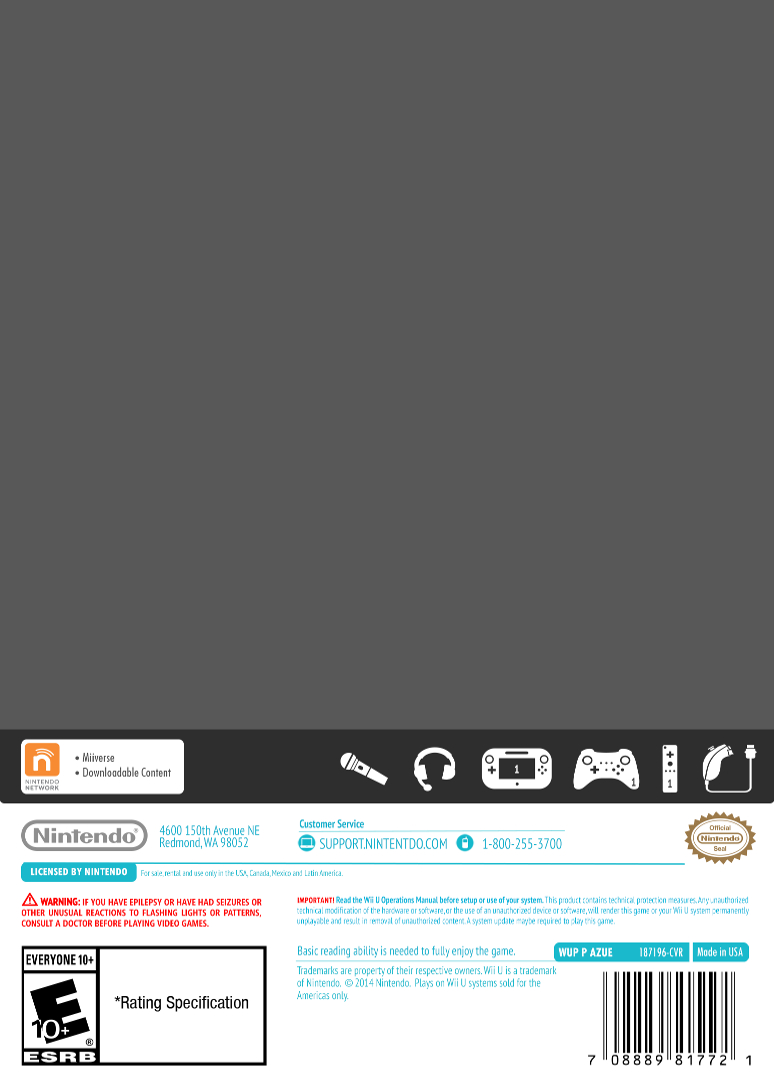 • Miiverse
• Downloadable Content
NINTENDO
NETWORK
1
1
1
Nintendo®
4600 150th Avenue NE
Redmond, WA 98052
Customer Service
SUPPORT.NINTENTDO.COM 1-800-255-3700
Official
Nintendo
Seal
LICENSED BY NINTENDO
For sale, rental and use only in the USA, Canada, Mexico and Latin America.
WARNING: IF YOU HAVE EPILEPSY OR HAVE HAD SEIZURES OR
OTHER UNUSUAL REACTIONS TO FLASHING LIGHTS OR PATTERNS,
CONSULT A DOCTOR BEFORE PLAYING VIDEO GAMES.
IMPORTANT! Read the Wii U Operations Manual before setup or use of your system. This product contains technical protection measures. Any unauthorized
technical modification of the hardware or software, or the use of an unauthorized device or software, will render this game or your Wii U system permanently
unplayable and result in removal of unauthorized content. A system update maybe required to play this game.
Basic reading ability is needed to fully enjoy the game.
WUP P AZUE 187196-CVR Made in USA
Trademarks are property of their respective owners. Wii U is a trademark
of Nintendo. © 2014 Nintendo. Plays on Wii U systems sold for the
Americas only.
EVERYONE 10+
E
10+
®
ESRB
*Rating Specification
7 08889 81772 1